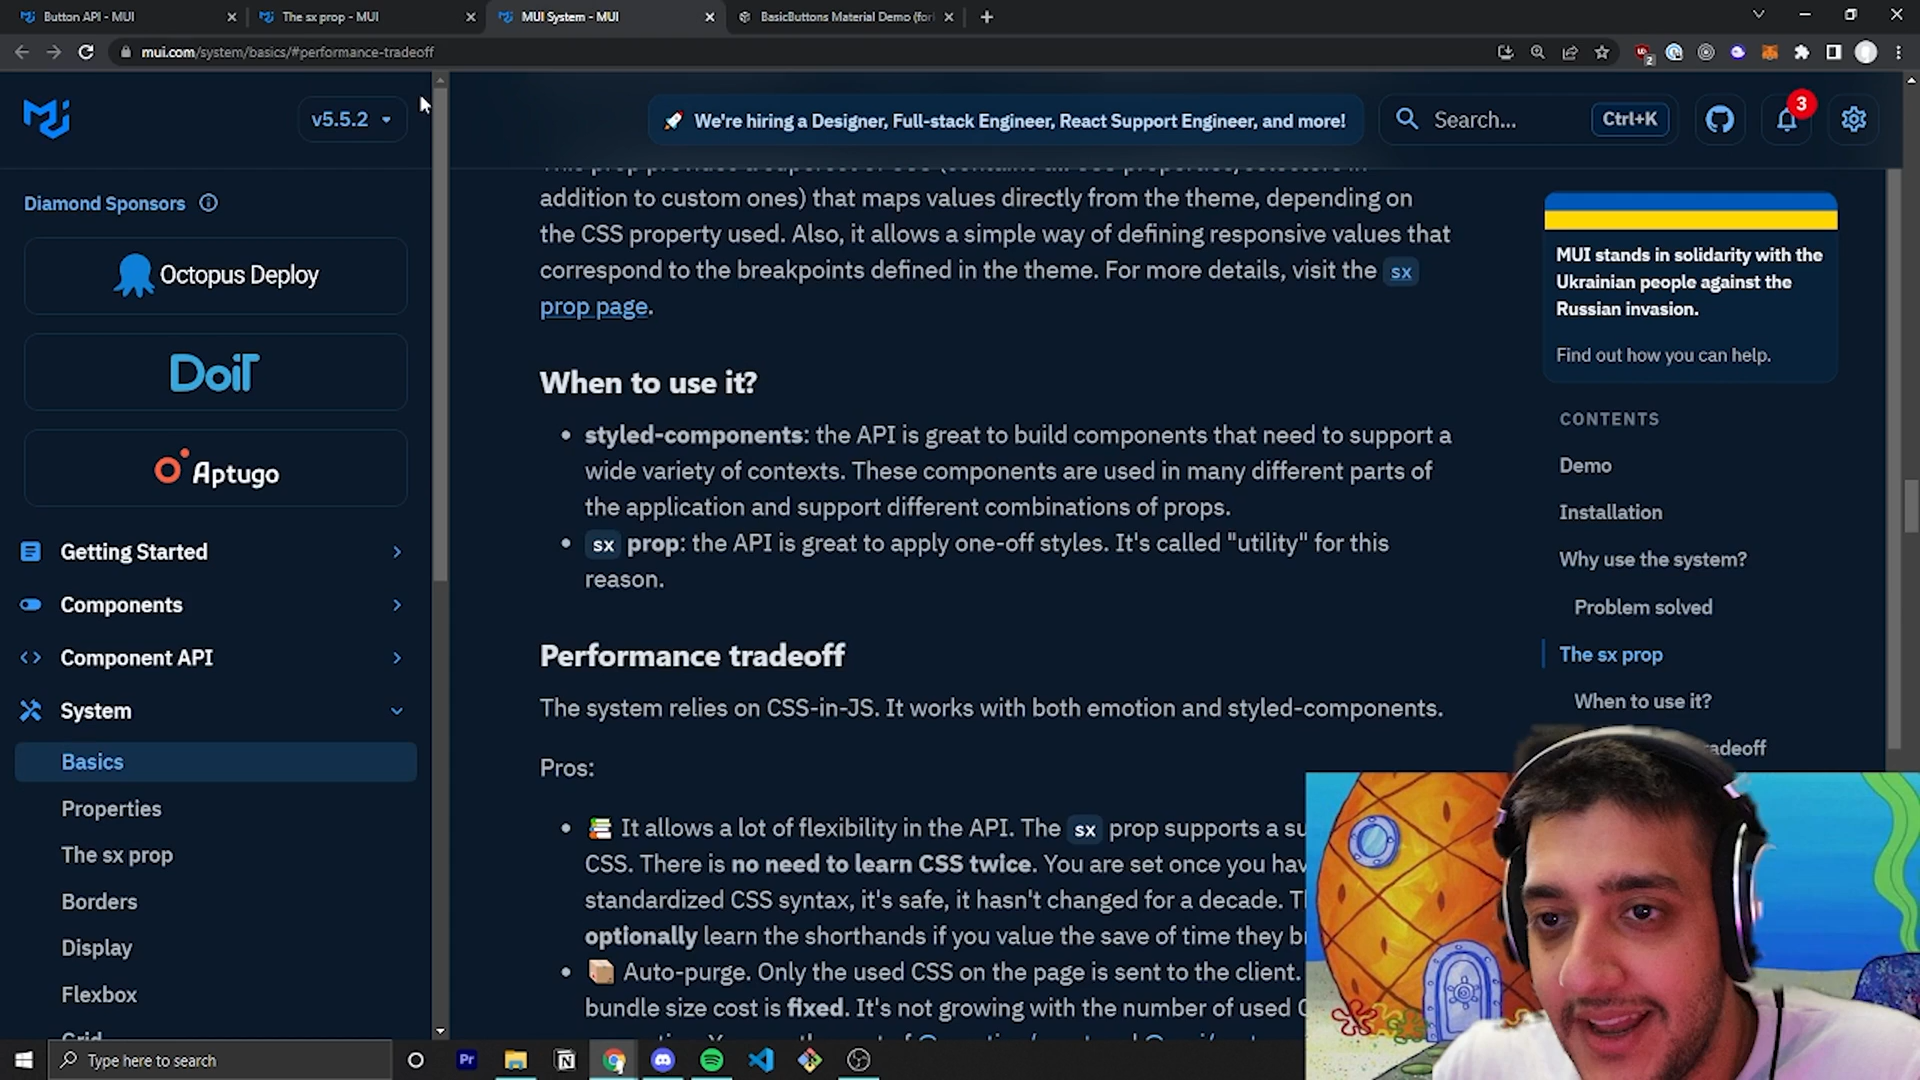 Button API - MUI
The sx prop - MUI
MUI System - MUI
BasicButtons Material Demo (for
mui.com/system/basics/#performance-tradeoff
2
v5.5.2
We're hiring a Designer, Full-stack Engineer, React Support Engineer, and more!
Search...
Ctrl+K
3
Diamond Sponsors
Octopus Deploy
DoiT
Aptugo
Getting Started
Components
Component API
System
Basics
Properties
The sx prop
Borders
Display
Flexbox
Grid
addition to custom ones) that maps values directly from the theme, depending on
the CSS property used. Also, it allows a simple way of defining responsive values that
correspond to the breakpoints defined in the theme. For more details, visit the sx
prop page.
When to use it?
styled-components: the API is great to build components that need to support a
wide variety of contexts. These components are used in many different parts of
the application and support different combinations of props.
sx prop: the API is great to apply one-off styles. It's called "utility" for this
reason.
Performance tradeoff
The system relies on CSS-in-JS. It works with both emotion and styled-components.
Pros:
It allows a lot of flexibility in the API. The sx prop supports a su
CSS. There is no need to learn CSS twice. You are set once you hav
standardized CSS syntax, it's safe, it hasn't changed for a decade.
optionally learn the shorthands if you value the save of time they b
Auto-purge. Only the used CSS on the page is sent to the client.
bundle size cost is fixed. It's not growing with the number of used
MUI stands in solidarity with the
Ukrainian people against the
Russian invasion.
Find out how you can help.
CONTENTS
Demo
Installation
Why use the system?
Problem solved
The sx prop
When to use it?
adeoff
Type here to search
Pr